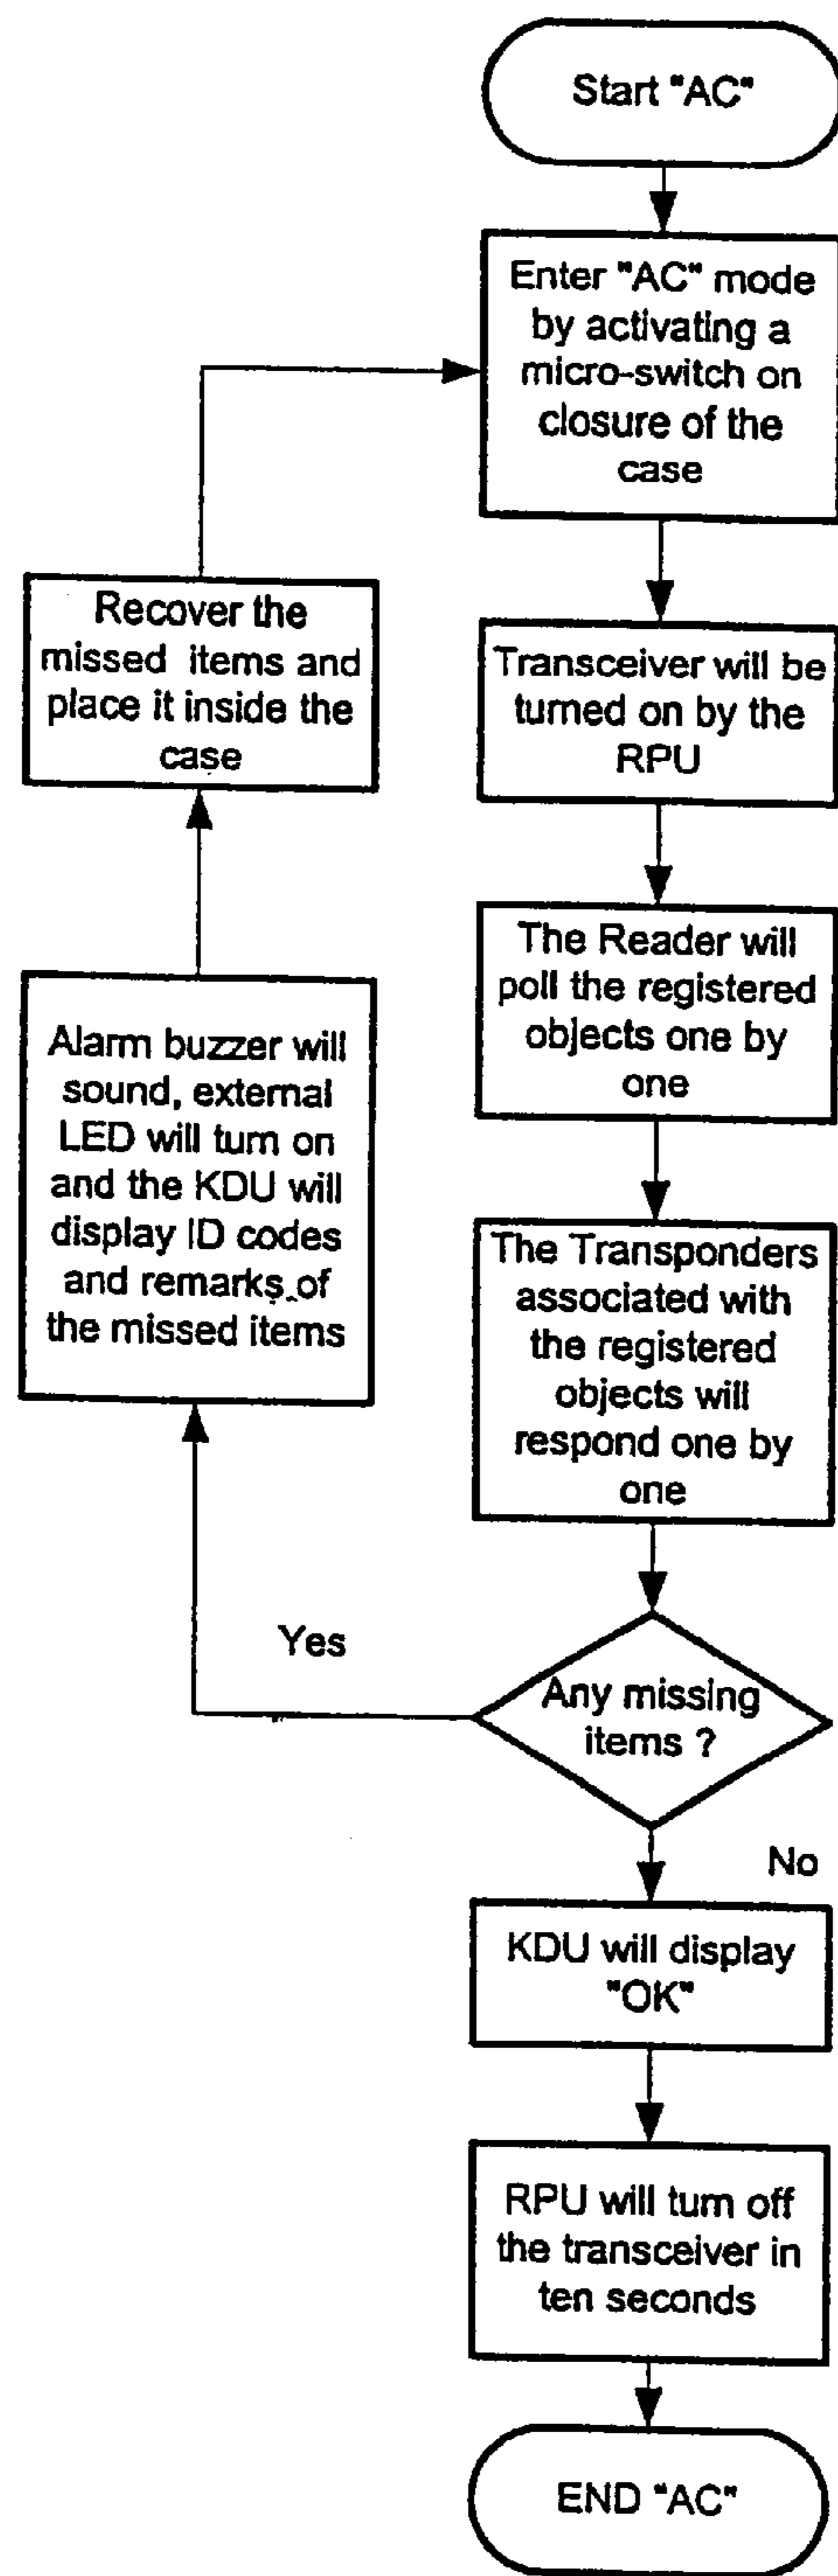 Start "AC"
Enter "AC" mode
by activating a
micro-switch on
closure of the
case
Transceiver will be
turned on by the
RPU
The Reader will
poll the registered
objects one by
one
The Transponders
associated with
the registered
objects will
respond one by
one
Any missing
items ?
Yes
Alarm buzzer will
sound, external
LED will turn on
and the KDU will
display ID codes
and remarks of
the missed items
Recover the
missed items and
place it inside the
case
No
KDU will display
"OK"
RPU will turn off
the transceiver in
ten seconds
END "AC"